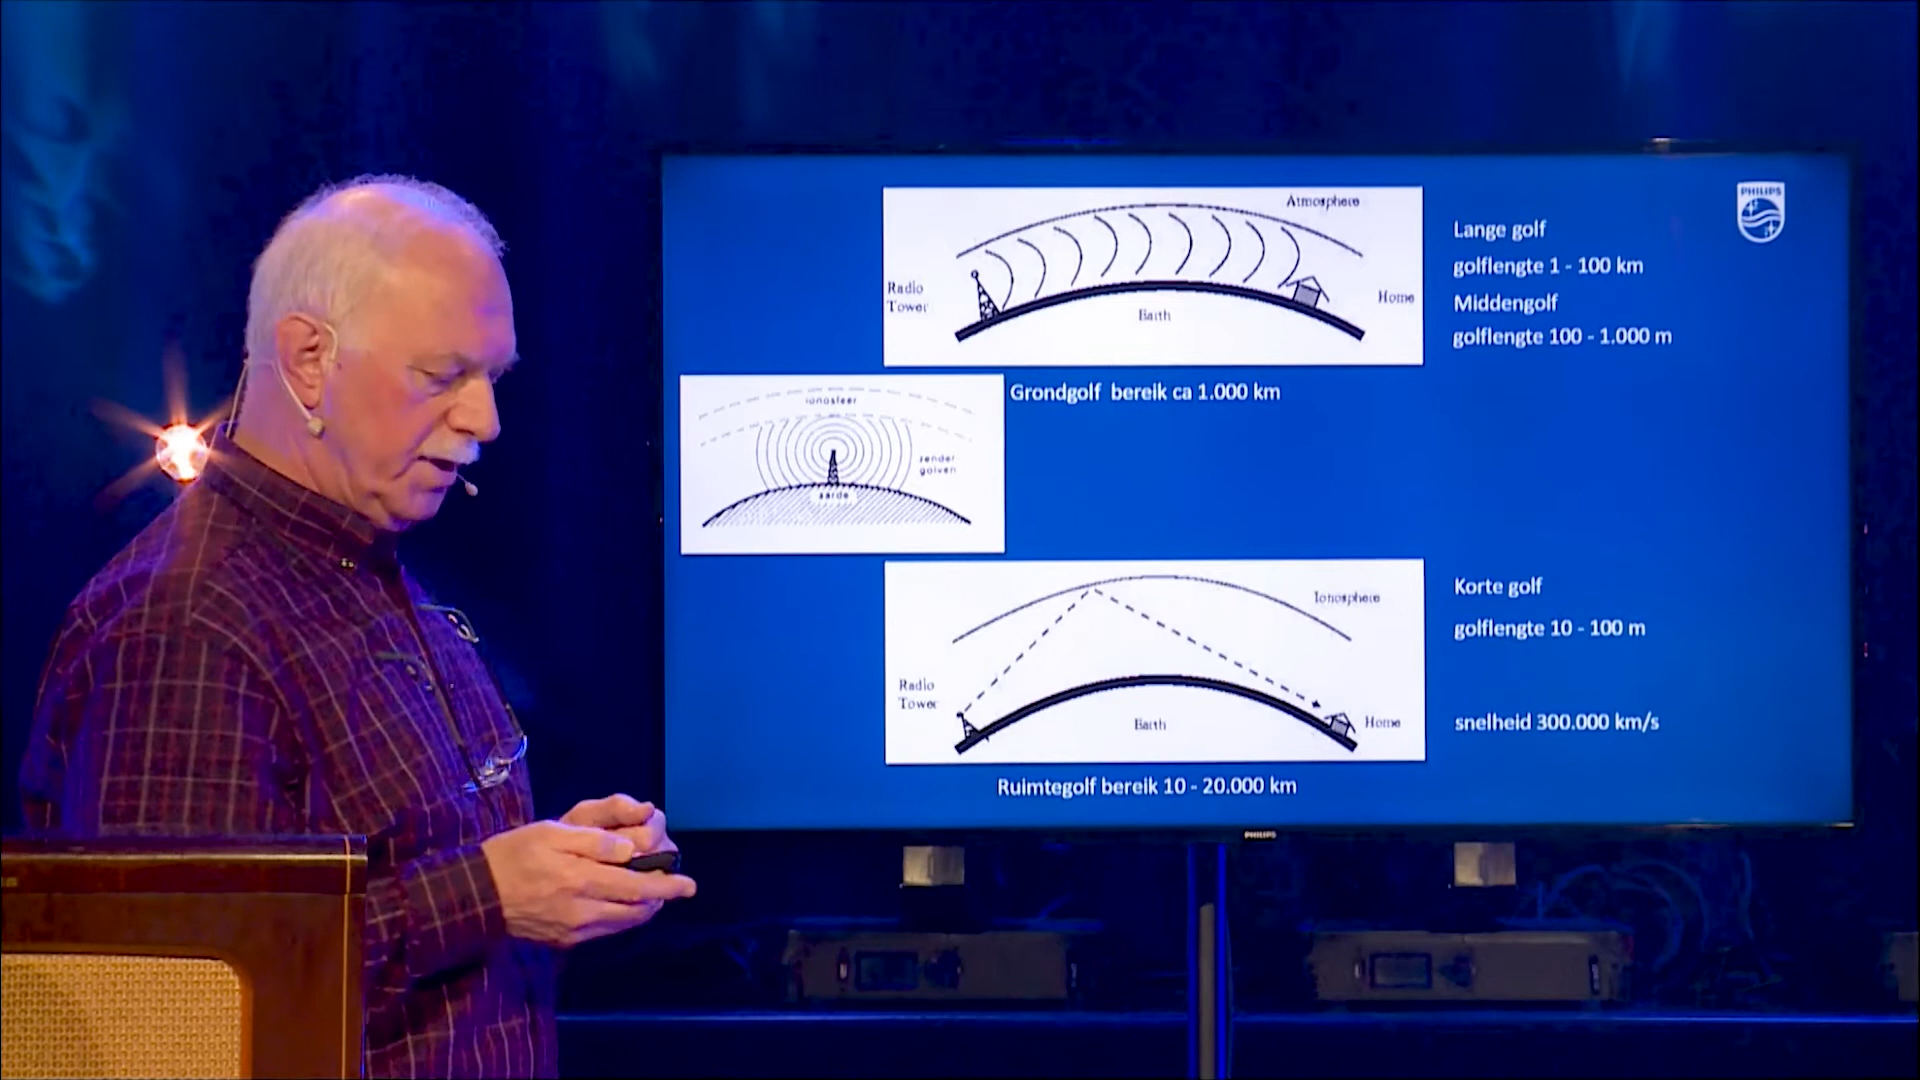 PHILIPS
Atmosphere
Radio
Tower
Earth
Home
Lange golf
golflengte 1 - 100 km
Middengolf
golflengte 100 - 1.000 m
Grondgolf bereik ca 1.000 km
ionosfeer
zender
golven
aarde
Ionosphere
Radio
Tower
Earth
Home
Korte golf
golflengte 10 - 100 m
snelheid 300.000 km/s
Ruimtegolf bereik 10 - 20.000 km
PHILIPS